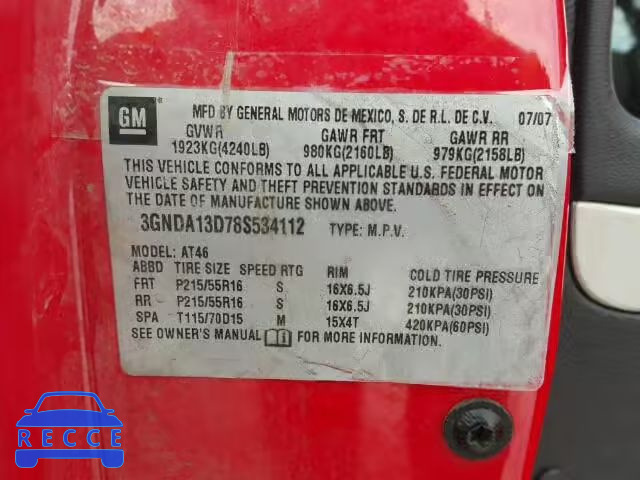 GM
MFD BY GENERAL MOTORS DE MEXICO, S. DE R.L. DE C.V. 07/07
GVWR GAWR FRT GAWR RR
1923KG(4240LB) 980KG(2160LB) 979KG(2158LB)
THIS VEHICLE CONFORMS TO ALL APPLICABLE U.S. FEDERAL MOTOR
VEHICLE SAFETY AND THEFT PREVENTION STANDARDS IN EFFECT ON
THE DATE OF MANUFACTURE SHOWN ABOVE.
3GNDA13D78S534112 TYPE: M.P.V.
MODEL: AT46
ABBD TIRE SIZE SPEED RTG RIM COLD TIRE PRESSURE
FRT P215/55R16 S 16X6.5J 210KPA(30PSI)
RR P215/55R16 S 16X6.5J 210KPA(30PSI)
SPA T115/70D15 M 15X4T 420KPA(60PSI)
SEE OWNER'S MANUAL FOR MORE INFORMATION.
RECCE